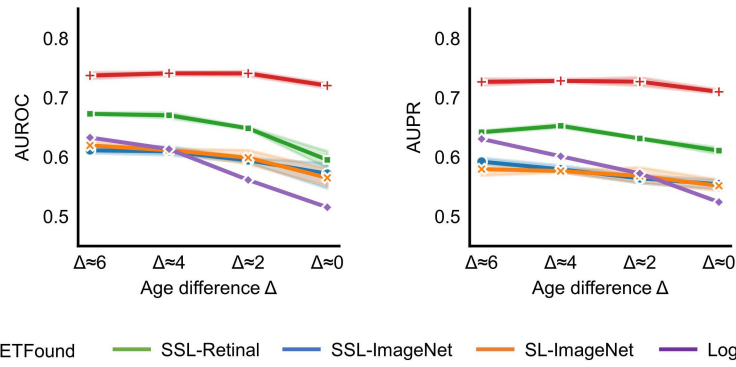 0.8
0.7
0.6
0.5
AUROC
Δ≈6 Δ≈4 Δ≈2 Δ≈0
Age difference Δ
0.8
0.7
0.6
0.5
AUPR
Δ≈6 Δ≈4 Δ≈2 Δ≈0
Age difference Δ
ETFound SSL-Retinal SSL-ImageNet SL-ImageNet Log